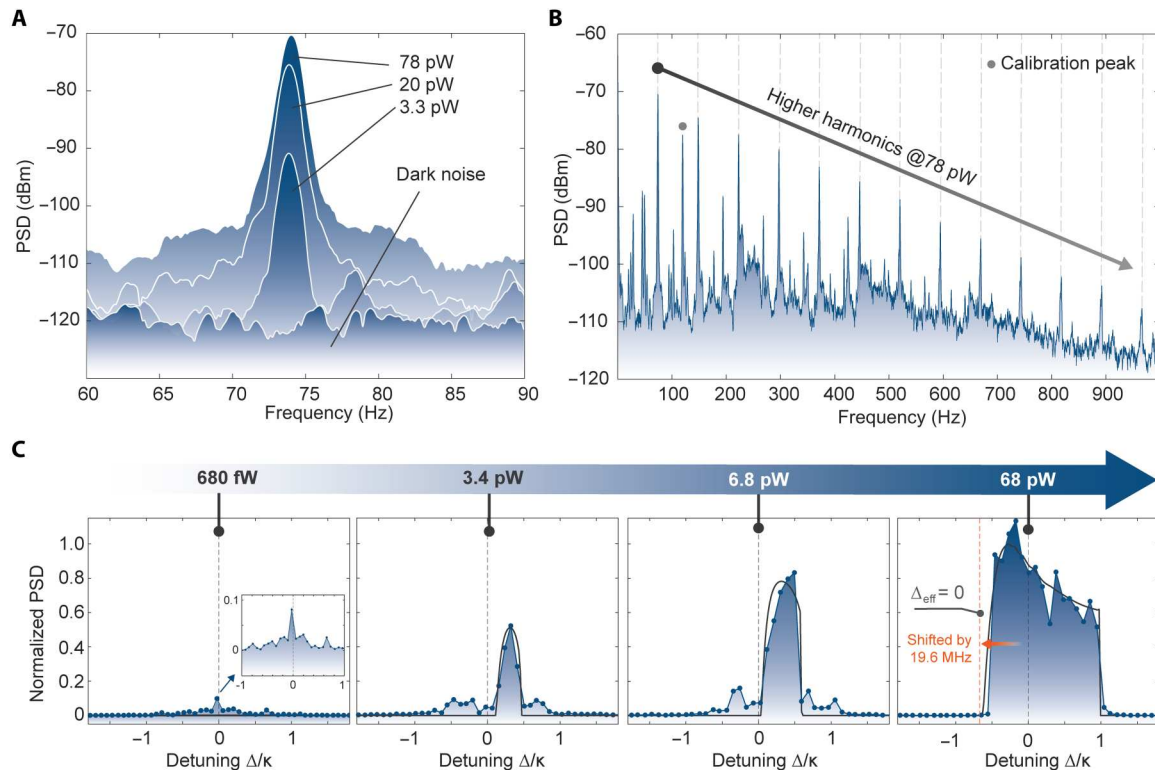 A
−70
−80
−90
−100
−110
−120
PSD (dBm)
78 pW
20 pW
3.3 pW
Dark noise
60 70 75 80 85 90
Frequency (Hz)
B
−60
−70
−80
−90
−100
−110
−120
PSD (dBm)
Calibration peak
Higher harmonics @78 pW
100 200 300 400 500 600 700 800 900
Frequency (Hz)
C
680 fW 3.4 pW 6.8 pW 68 pW
Normalized PSD
1.0
0.8
0.6
0.4
0.2
0
0.1
0
−1 0 1
Δeff = 0
Shifted by
19.6 MHz
−1 0 1 −1 0 1 −1 0 1 −1 0 1
Detuning Δ/κ Detuning Δ/κ Detuning Δ/κ Detuning Δ/κ